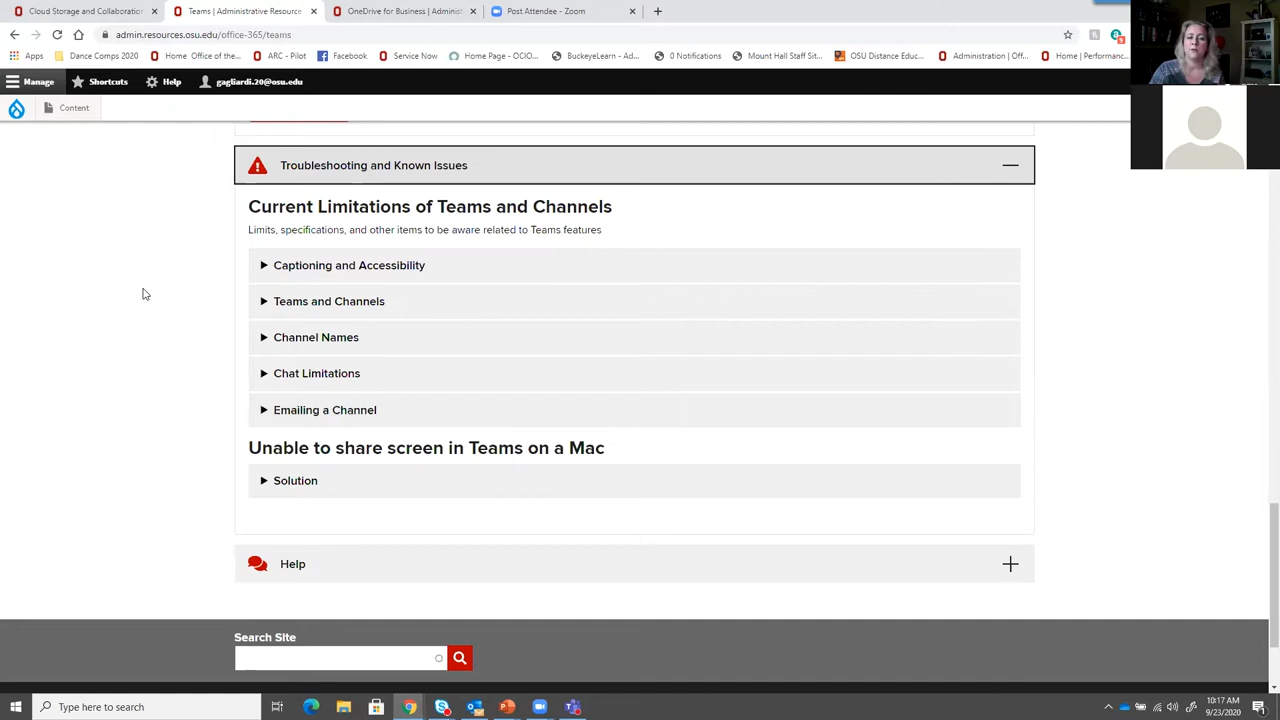 Cloud Storage and Collaboration
Teams | Administrative Resource
OneDrive for Business | Administ
Post Attendee - Zoom
admin.resources.osu.edu/office-365/teams
Apps
Dance Comps 2020
Home Office of the...
ARC - Pilot
Facebook
Service Now
Home Page - OCIO...
BuckeyeLearn - Ad...
0 Notifications
Mount Hall Staff Sit...
OSU Distance Educ...
Administration | Off...
Home | Performanc...
Manage
Shortcuts
Help
gagliardi.20@osu.edu
Content
Troubleshooting and Known Issues
Current Limitations of Teams and Channels
Limits, specifications, and other items to be aware related to Teams features
Captioning and Accessibility
Teams and Channels
Channel Names
Chat Limitations
Emailing a Channel
Unable to share screen in Teams on a Mac
Solution
Help
Search Site
Type here to search
10:17 AM
9/23/2020